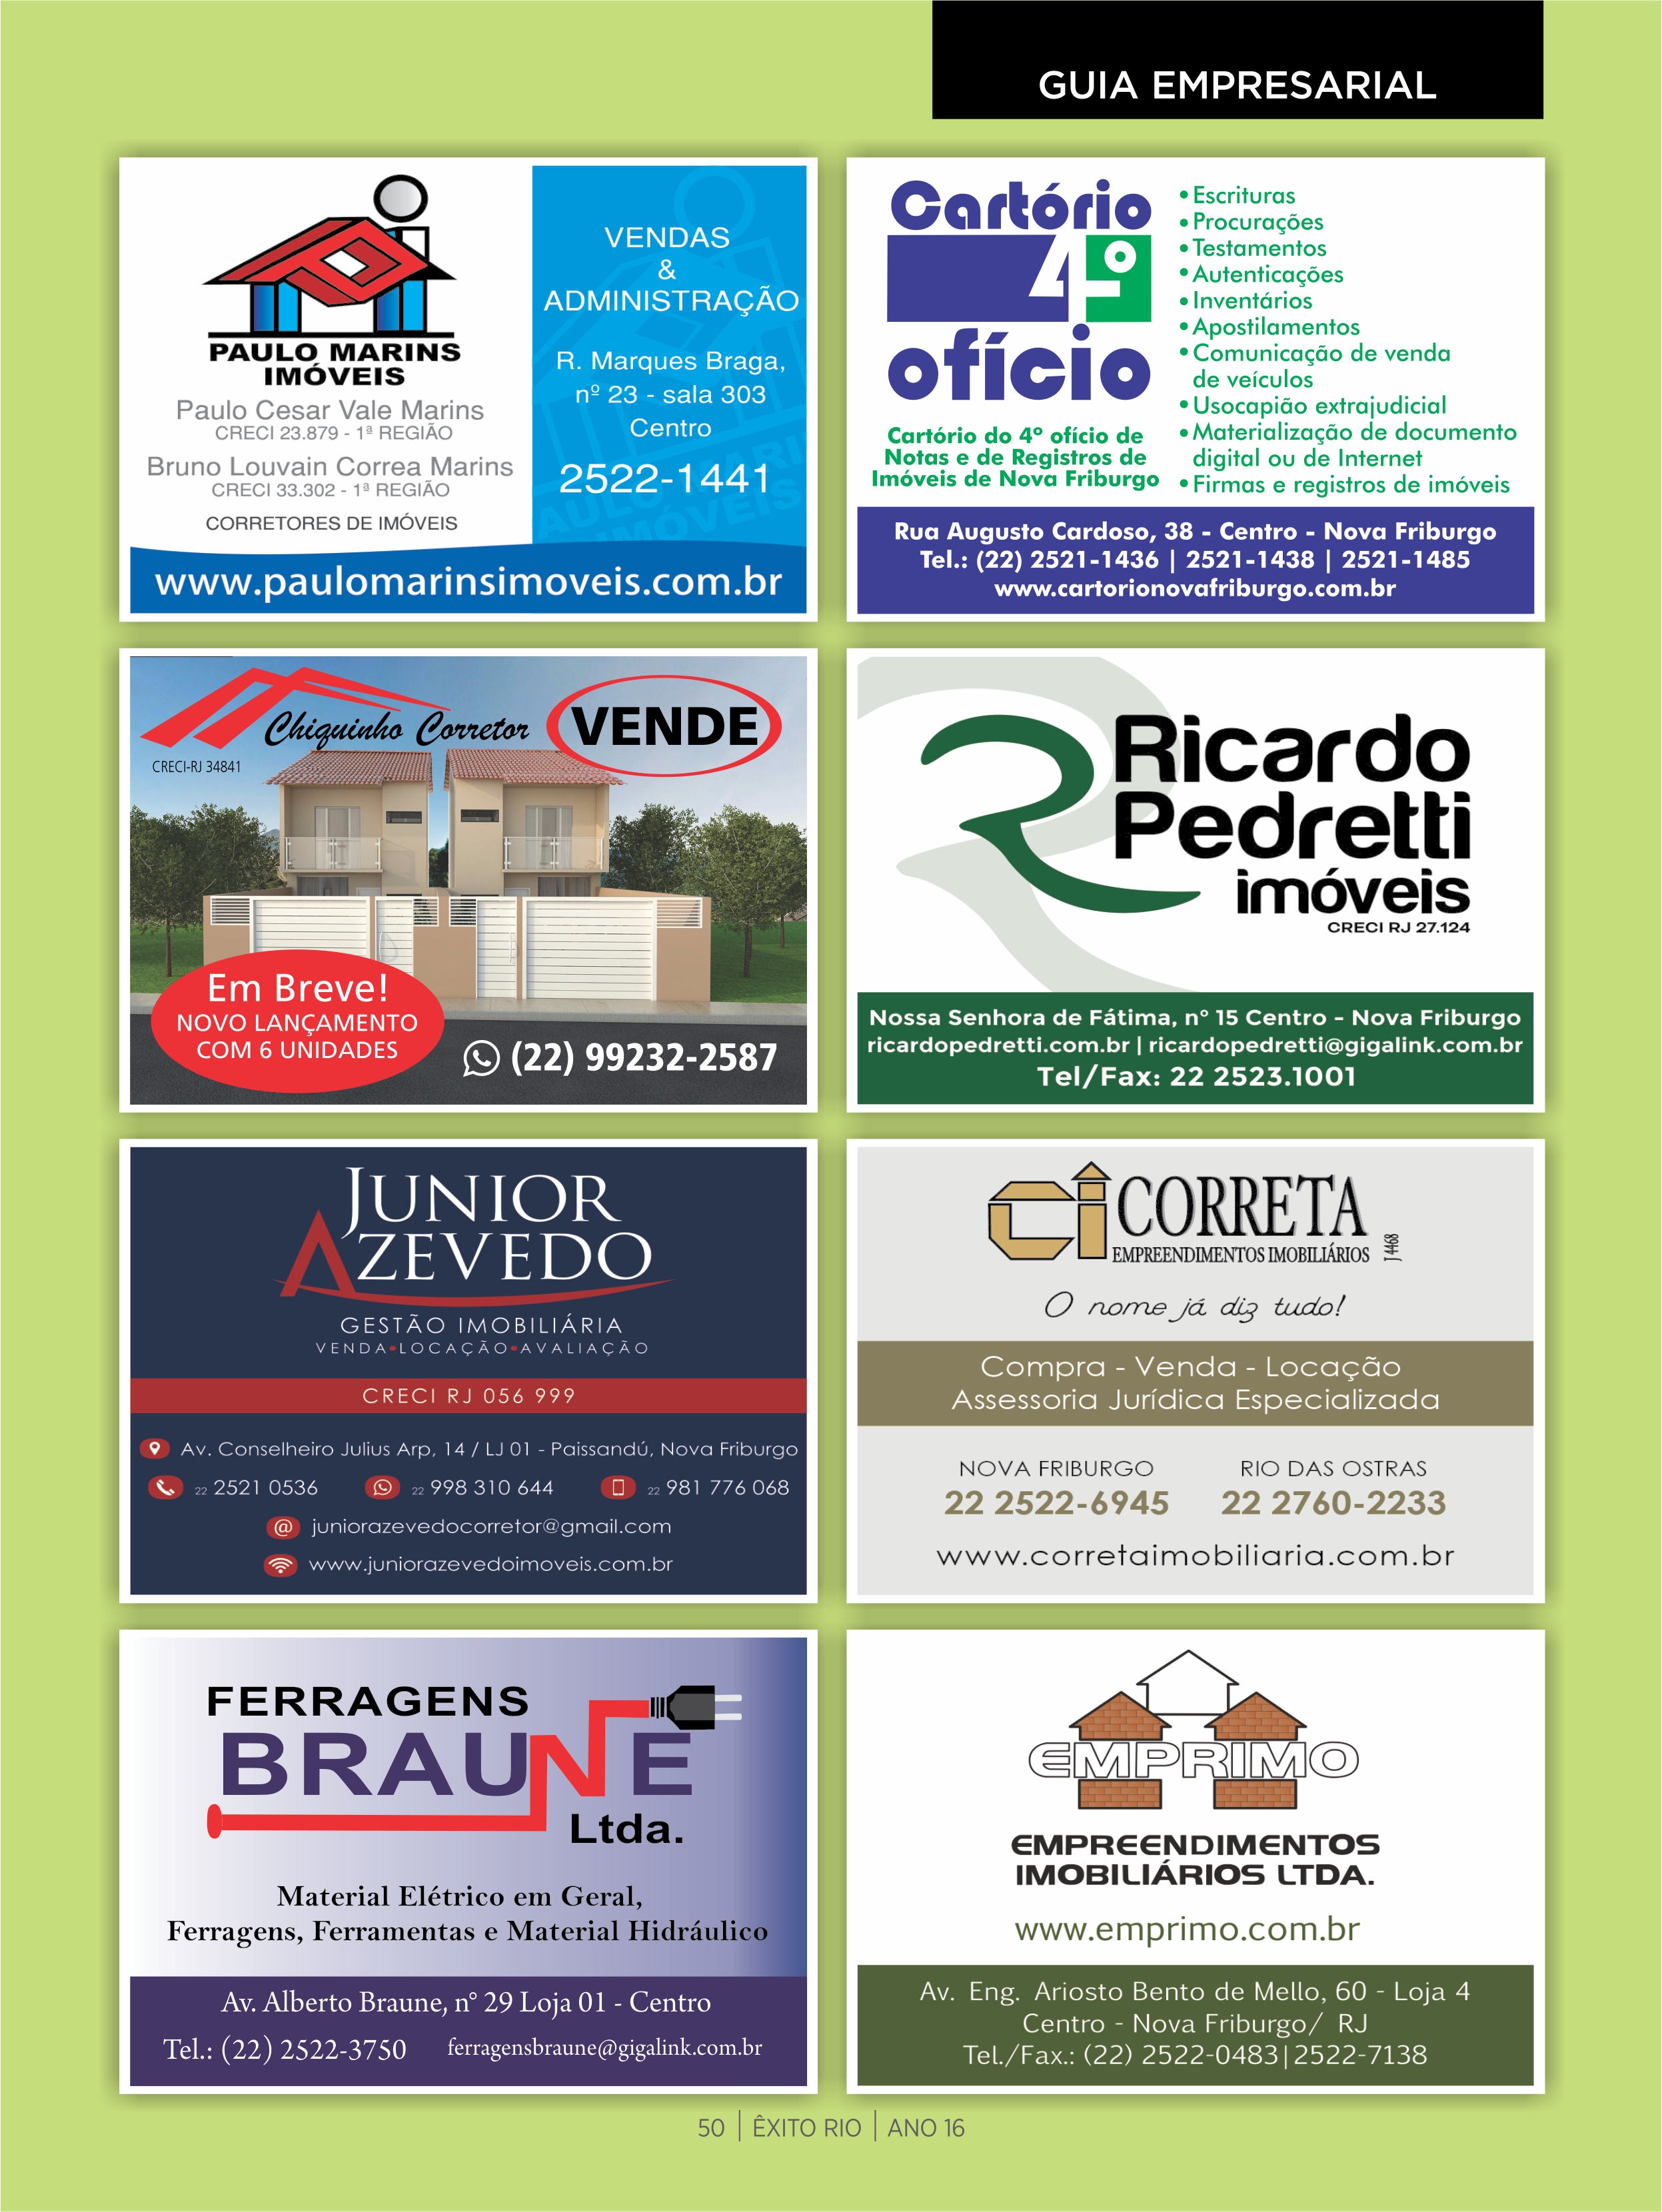 GUIA EMPRESARIAL
PAULO MARINS
IMÓVEIS
Paulo Cesar Vale Marins
CRECI 23.879 - 1ª REGIÃO
Bruno Louvain Correa Marins
CRECI 33.302 - 1ª REGIÃO
CORRETORES DE IMÓVEIS
VENDAS
&
ADMINISTRAÇÃO
R. Marques Braga,
nº 23 - sala 303
Centro
2522-1441
www.paulomarinsimoveis.com.br
Cartório
4º
ofício
Cartório do 4º ofício de
Notas e de Registros de
Imóveis de Nova Friburgo
• Escrituras
• Procurações
• Testamentos
• Autenticações
• Inventários
• Apostilamentos
• Comunicação de venda
de veículos
• Usocapião extrajudicial
• Materialização de documento
digital ou de Internet
• Firmas e registros de imóveis
Rua Augusto Cardoso, 38 - Centro - Nova Friburgo
Tel.: (22) 2521-1436 | 2521-1438 | 2521-1485
www.cartorionovafriburgo.com.br
Chiquinho Corretor
VENDE
CRECI-RJ 34841
Em Breve!
NOVO LANÇAMENTO
COM 6 UNIDADES
(22) 99232-2587
Ricardo
Pedretti
imóveis
CRECI RJ 27.124
Nossa Senhora de Fátima, nº 15 Centro - Nova Friburgo
ricardopedretti.com.br | ricardopedretti@gigalink.com.br
Tel/Fax: 22 2523.1001
JUNIOR
AZEVEDO
GESTÃO IMOBILIÁRIA
VENDA•LOCAÇÃO•AVALIAÇÃO
CRECI RJ 056 999
Av. Conselheiro Julius Arp, 14 / LJ 01 - Paissandú, Nova Friburgo
22 2521 0536 22 998 310 644 22 981 776 068
@ juniorazevedocorretor@gmail.com
www.juniorazevedoimoveis.com.br
Ci CORRETA
EMPREENDIMENTOS IMOBILIÁRIOS J 4468
O nome já diz tudo!
Compra - Venda - Locação
Assessoria Jurídica Especializada
NOVA FRIBURGO RIO DAS OSTRAS
22 2522-6945 22 2760-2233
www.corretaimobiliaria.com.br
FERRAGENS
BRAUNE
Ltda.
Material Elétrico em Geral,
Ferragens, Ferramentas e Material Hidráulico
Av. Alberto Braune, n° 29 Loja 01 - Centro
Tel.: (22) 2522-3750 ferragensbraune@gigalink.com.br
EMPRIMO
EMPREENDIMENTOS
IMOBILIÁRIOS LTDA.
www.emprimo.com.br
Av. Eng. Ariosto Bento de Mello, 60 - Loja 4
Centro - Nova Friburgo/ RJ
Tel./Fax.: (22) 2522-0483|2522-7138
50 | ÊXITO RIO | ANO 16